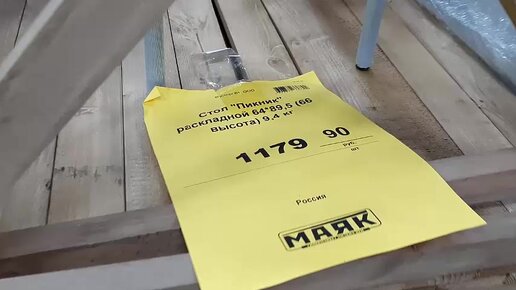 Стол "Пикник"
раскладной 64*89,5 (66
высота) 9,4 кг
1179 90
РУБ.
шт
Россия
МАЯК